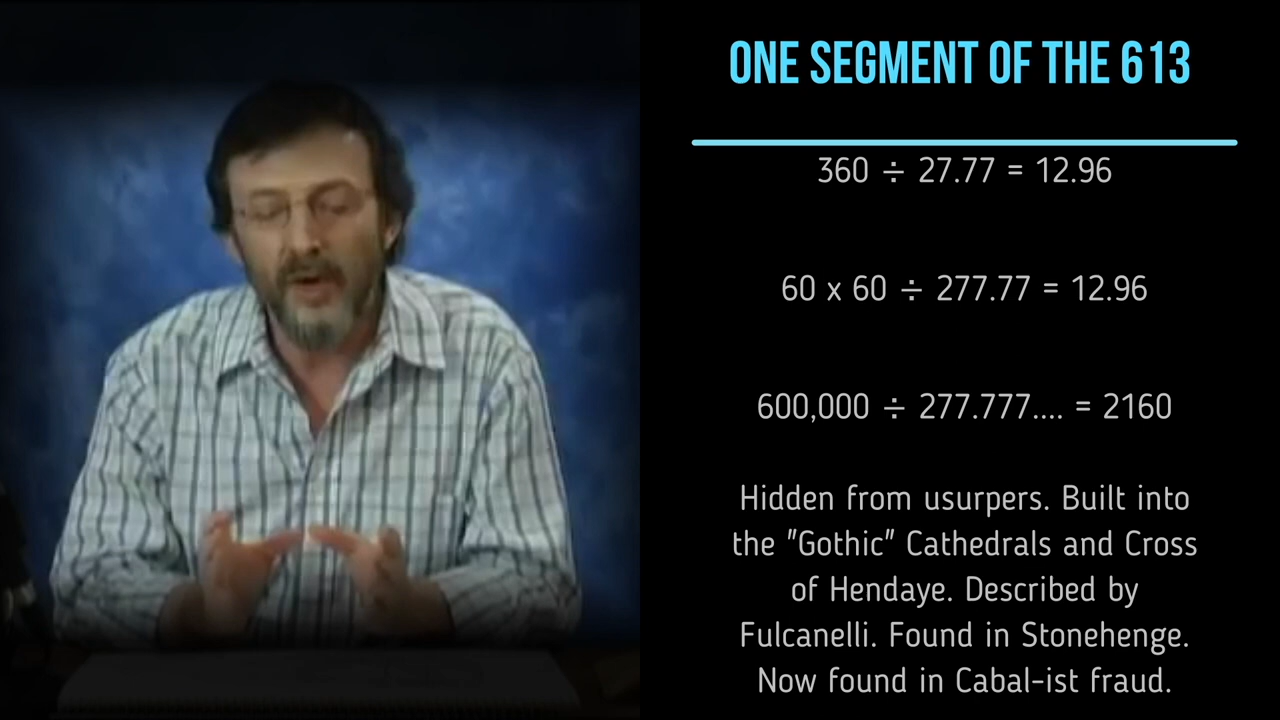 ONE SEGMENT OF THE 613
360 ÷ 27.77 = 12.96
60 x 60 ÷ 277.77 = 12.96
600,000 ÷ 277.777.... = 2160
Hidden from usurpers. Built into
the "Gothic" Cathedrals and Cross
of Hendaye. Described by
Fulcanelli. Found in Stonehenge.
Now found in Cabal-ist fraud.